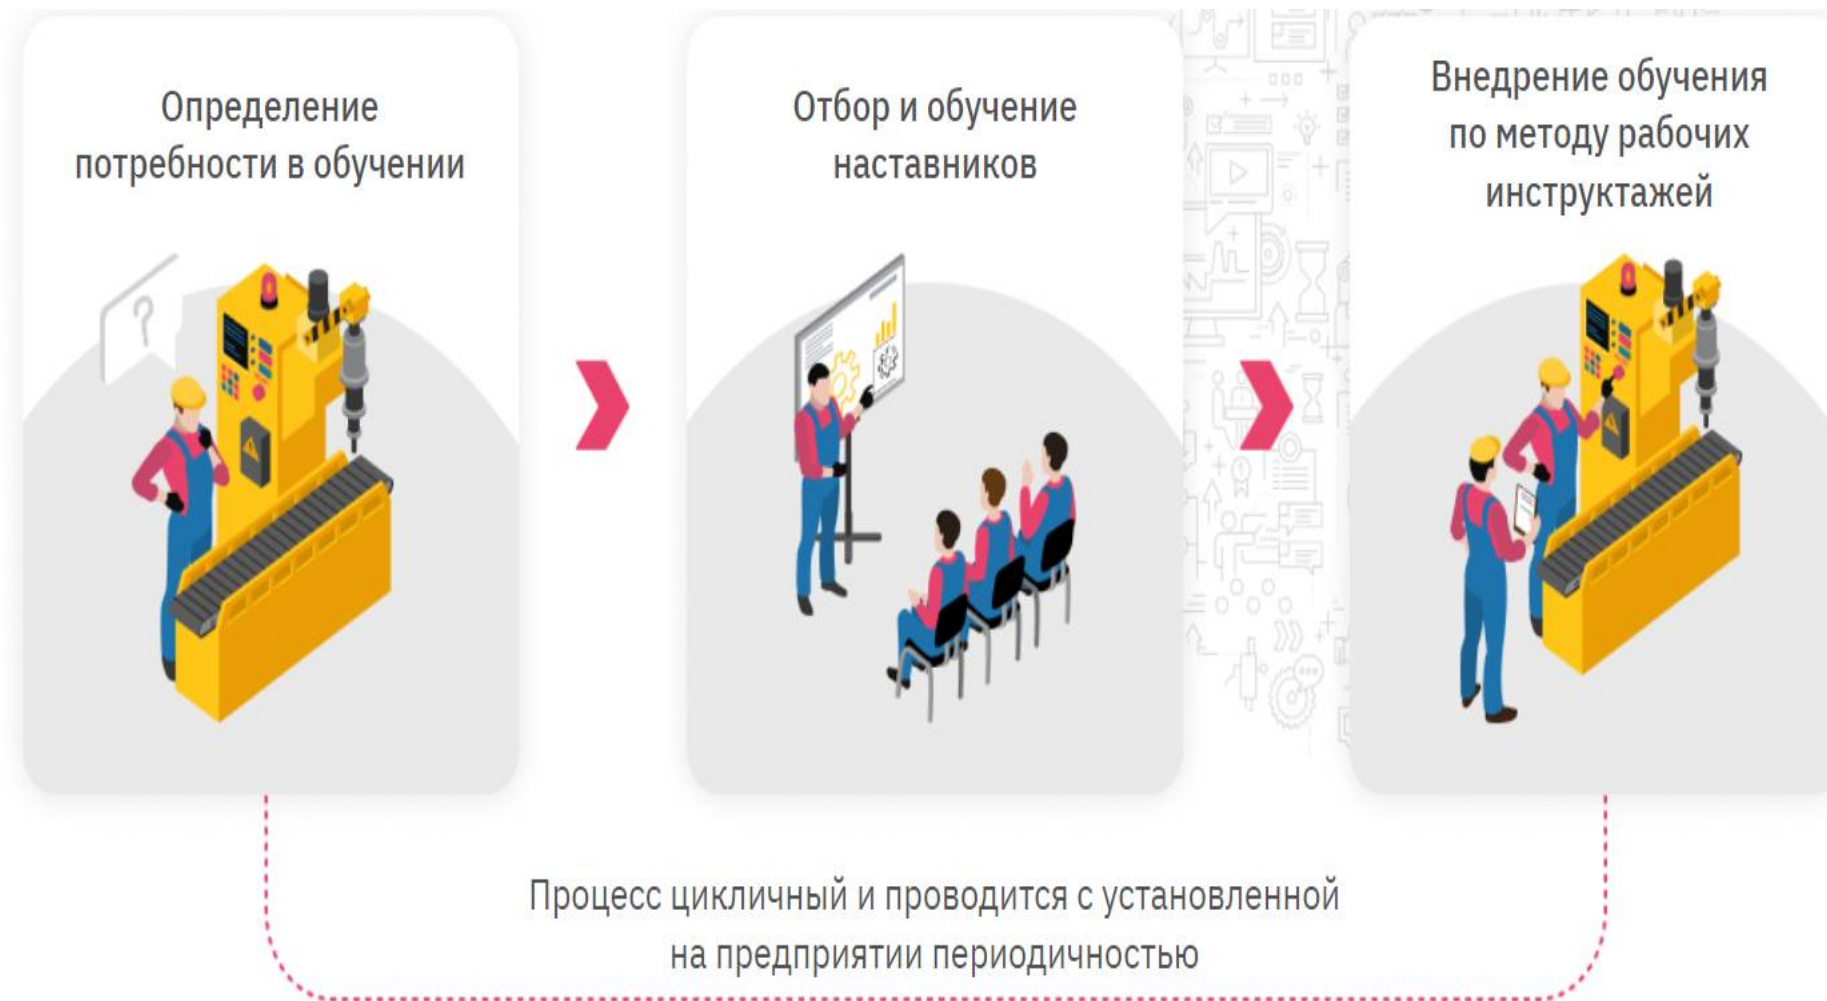 Определение
потребности в обучении
Отбор и обучение
наставников
Внедрение обучения
по методу рабочих
инструктажей
?
Процесс цикличный и проводится с установленной
на предприятии периодичностью